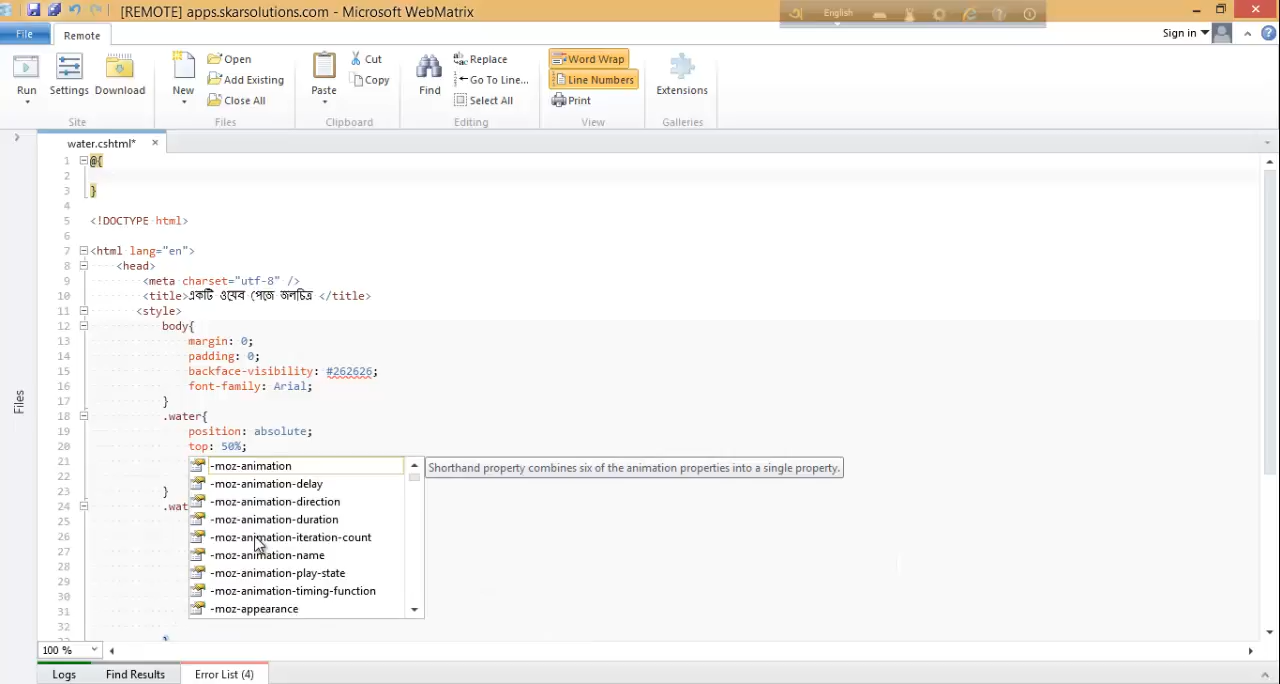 [REMOTE] apps.skarsolutions.com - Microsoft WebMatrix
English
File
Remote
Sign in
Run
Settings
Download
New
Open
Add Existing
Close All
Paste
Cut
Copy
Find
Replace
Go To Line...
Select All
Word Wrap
Line Numbers
Print
Extensions
Site
Files
Clipboard
Editing
View
Galleries
water.cshtml*
1 @{
2
3 }
4
5 <!DOCTYPE html>
6
7 <html lang="en">
8 <head>
9 <meta charset="utf-8" />
10 <title>একটি ওয়েব পেজে জলচিত্র </title>
11 <style>
12 body{
13 margin: 0;
14 padding: 0;
15 backface-visibility: #262626;
16 font-family: Arial;
17 }
18 .water{
19 position: absolute;
20 top: 50%;
21 -moz-animation
Shorthand property combines six of the animation properties into a single property.
22 -moz-animation-delay
23 }
-moz-animation-direction
24 .wat
25 -moz-animation-duration
26 -moz-animation-iteration-count
27 -moz-animation-name
28 -moz-animation-play-state
29
30 -moz-animation-timing-function
31 -moz-appearance
32
}
Files
100 %
Logs
Find Results
Error List (4)